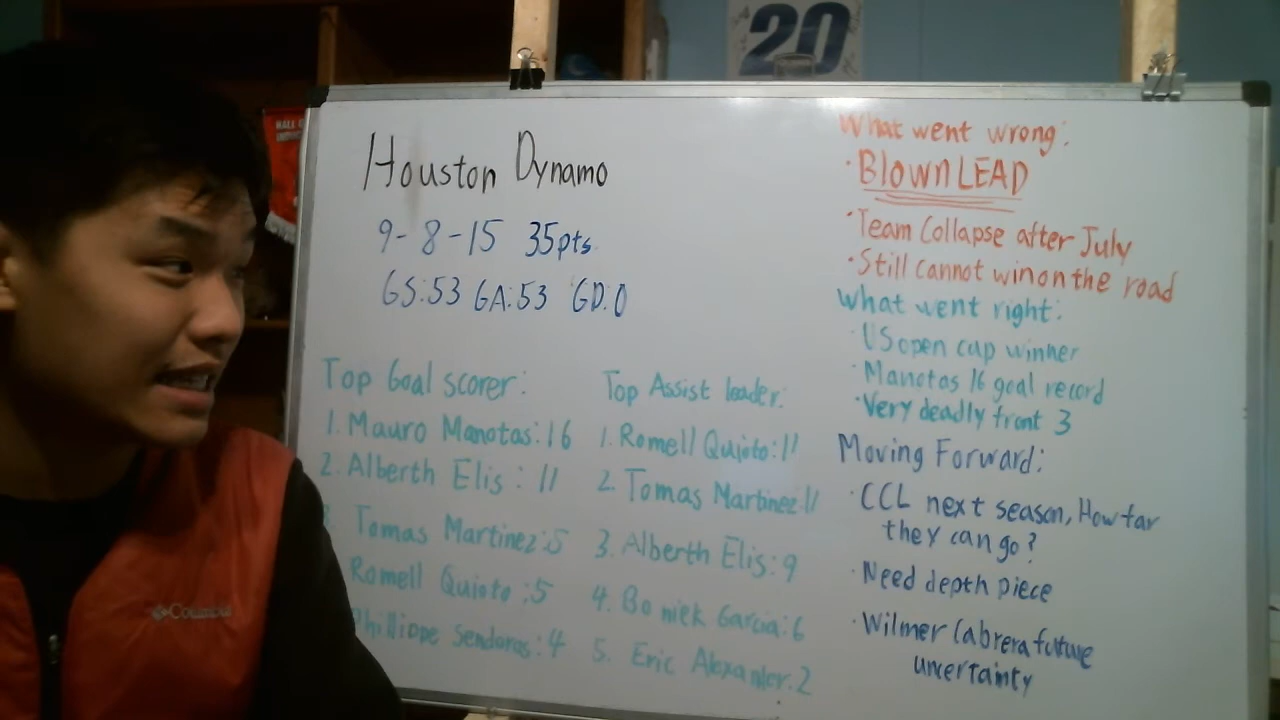 20
HALL
Houston Dynamo
9-8-15 35pts.
GS:53 GA:53 GD:0
Top Goal scorer:
1. Mauro Manotas:16
2. Alberth Elis: 11
Tomas Martinez:5
Romell Quioto:5
Phillippe Senderos:4
Top Assist leader:
1. Romell Quioto:11
2. Tomas Martinez:11
3. Alberth Elis:9
4. Boniek Garcia:6
5. Eric Alexander:2
What went wrong:
· BLOWN LEAD
· Team Collapse after July
· Still cannot win on the road
What went right:
· US open cup winner
· Manotas 16 goal record
· Very deadly front 3
Moving Forward:
· CCL next season, How far
they can go?
· Need depth piece
· Wilmer Cabrera future
uncertainty
Columbia